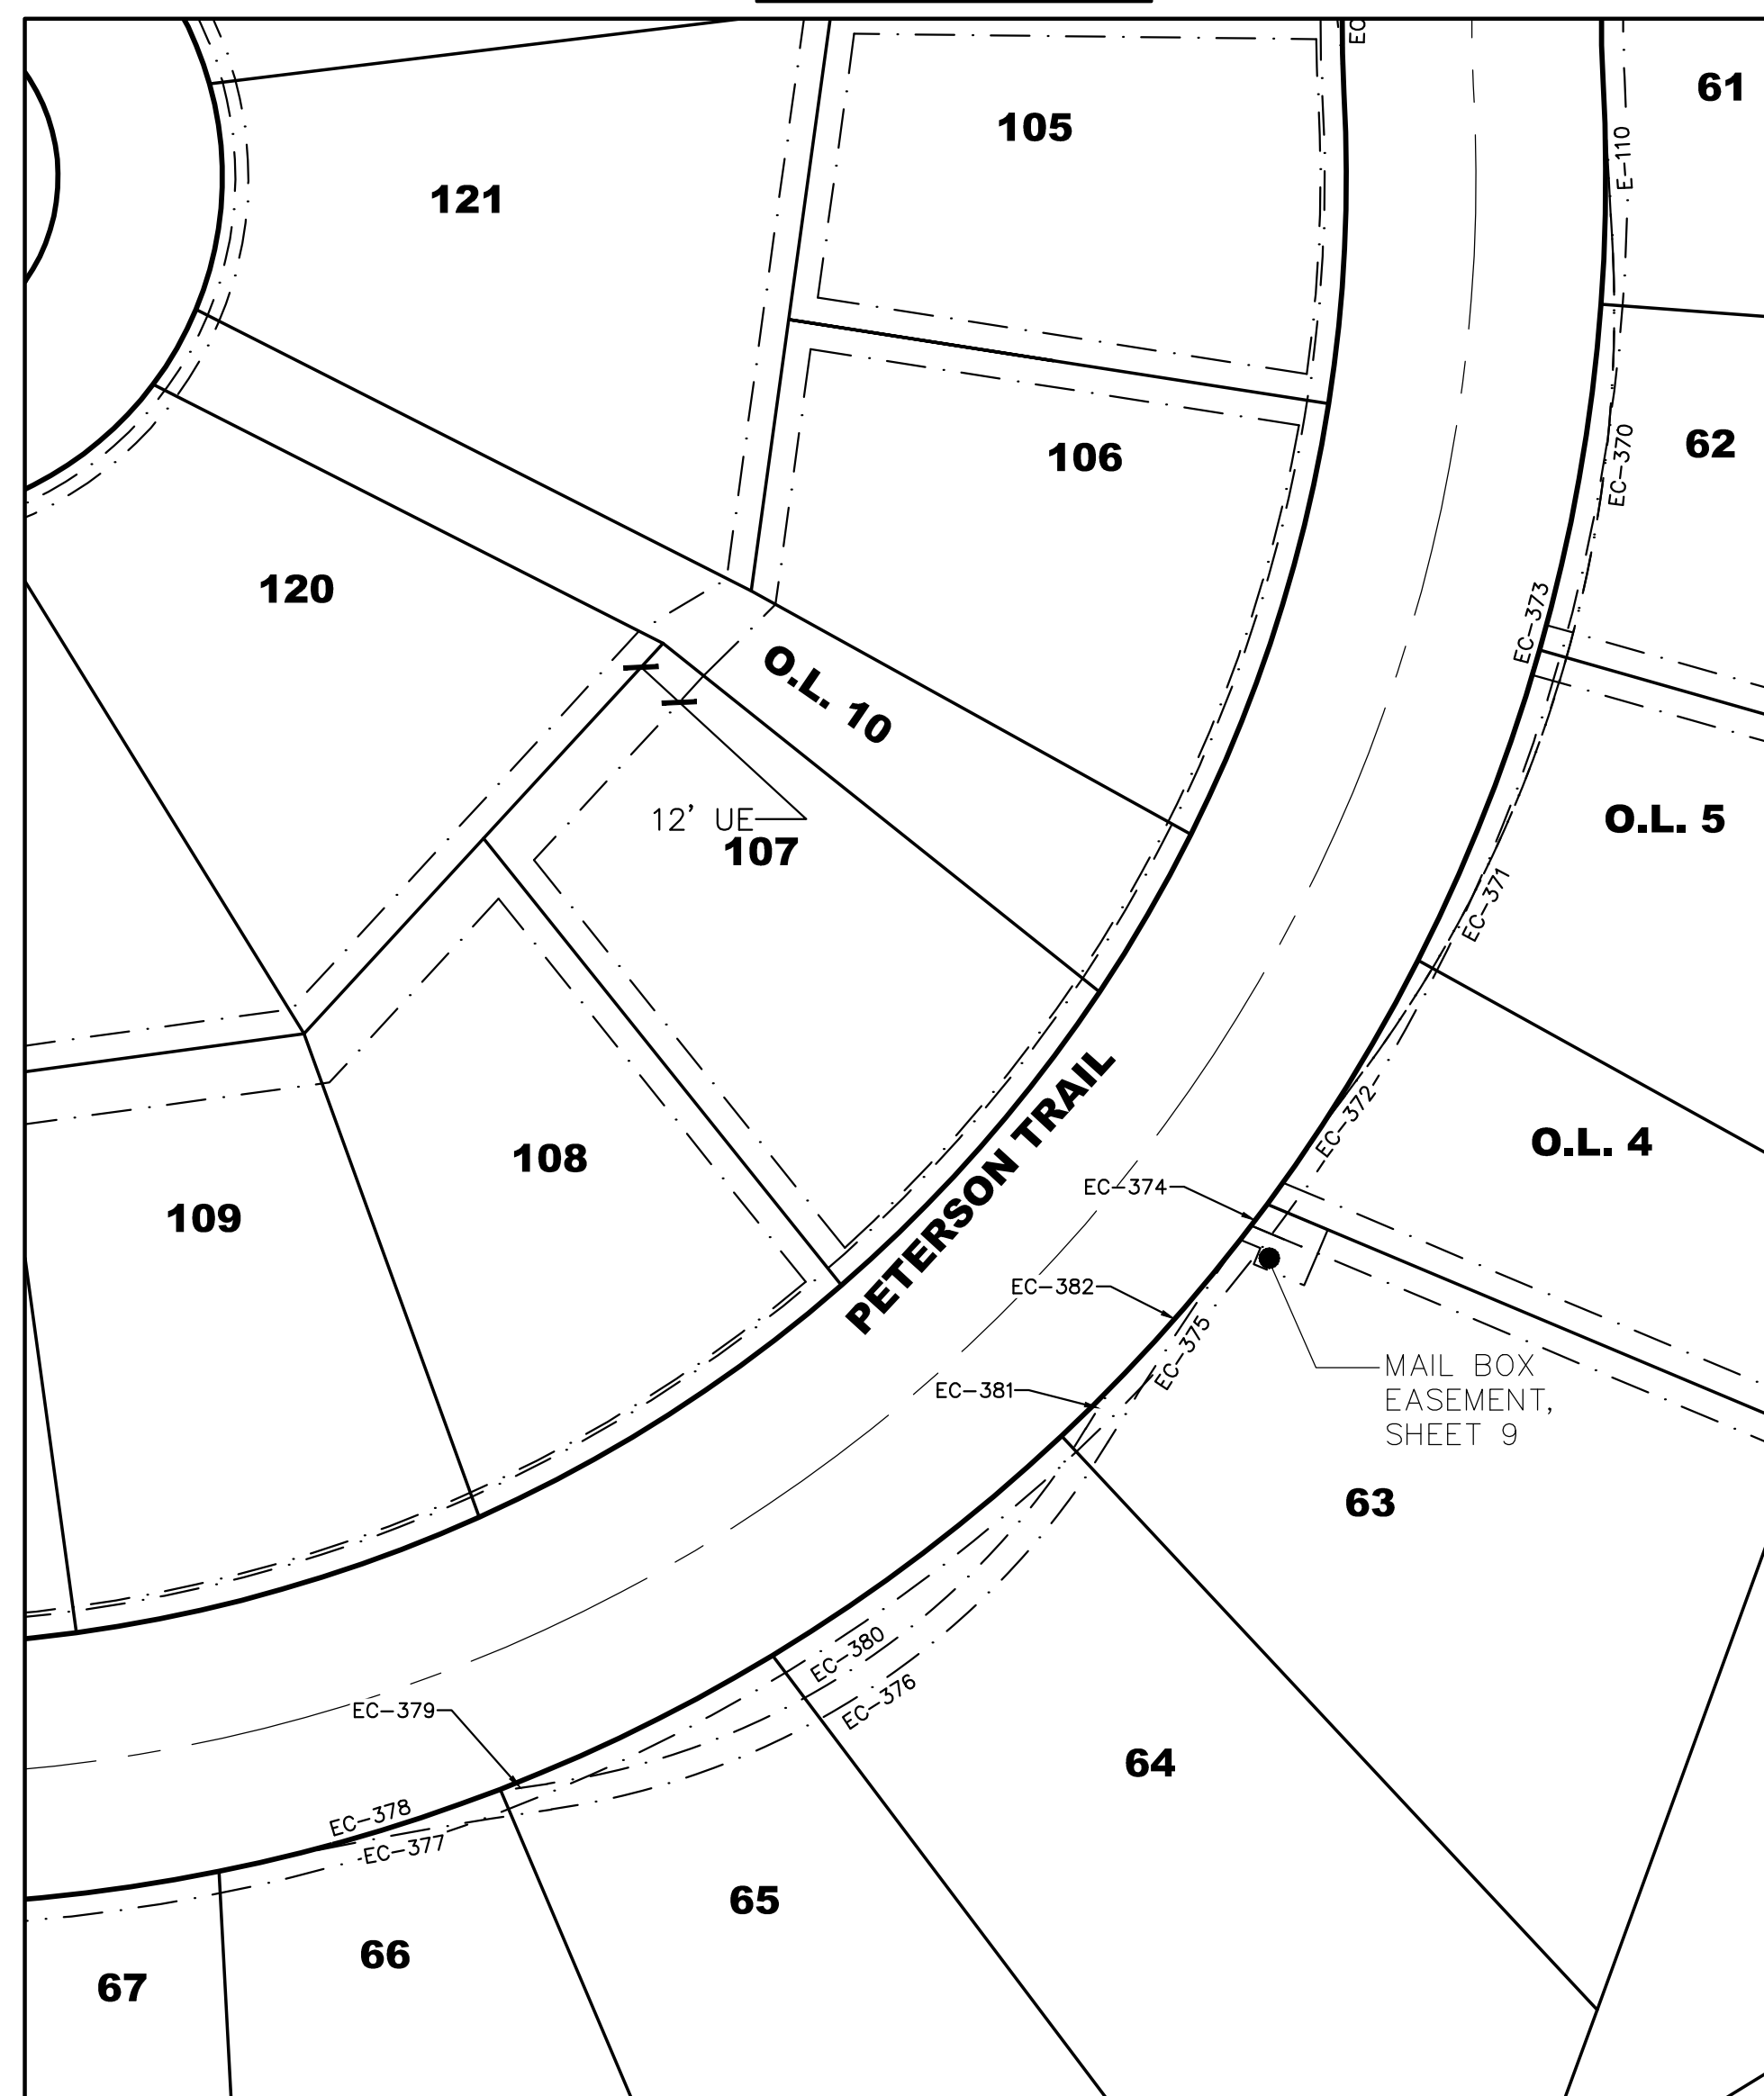 EC
61
105
E-110
121
62
106
EC-370
120
EC-373
O.L. 10
12' UE
107
O.L. 5
EC-371
PETERSON TRAIL
EC-372
O.L. 4
108
EC-374
109
EC-382
EC-375
MAIL BOX
EASEMENT,
SHEET 9
EC-381
63
EC-380
EC-376
EC-379
64
EC-378
EC-377
65
66
67